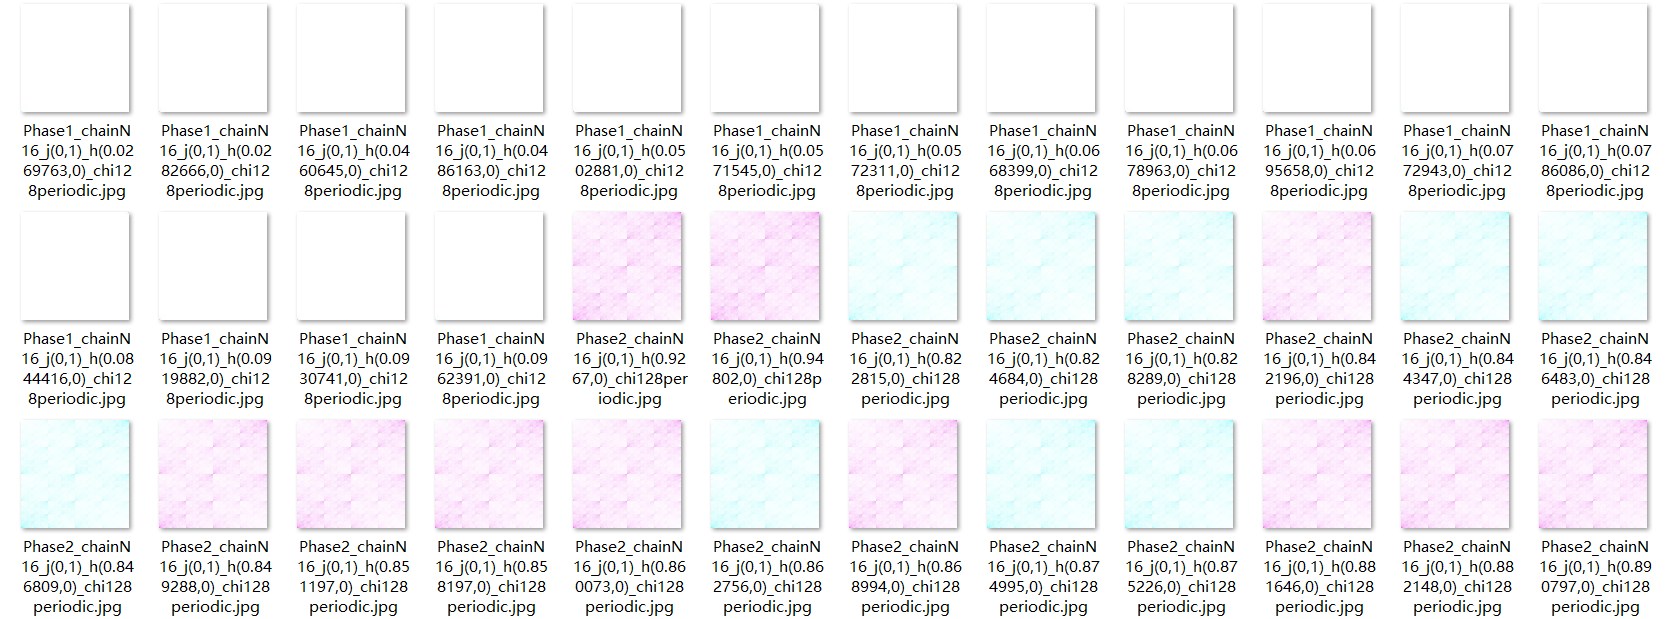 Phase1_chainN
16_j(0,1)_h(0.02
69763,0)_chi12
8periodic.jpg
Phase1_chainN
16_j(0,1)_h(0.02
82666,0)_chi12
8periodic.jpg
Phase1_chainN
16_j(0,1)_h(0.04
60645,0)_chi12
8periodic.jpg
Phase1_chainN
16_j(0,1)_h(0.04
86163,0)_chi12
8periodic.jpg
Phase1_chainN
16_j(0,1)_h(0.05
02881,0)_chi12
8periodic.jpg
Phase1_chainN
16_j(0,1)_h(0.05
71545,0)_chi12
8periodic.jpg
Phase1_chainN
16_j(0,1)_h(0.05
72311,0)_chi12
8periodic.jpg
Phase1_chainN
16_j(0,1)_h(0.06
68399,0)_chi12
8periodic.jpg
Phase1_chainN
16_j(0,1)_h(0.06
78963,0)_chi12
8periodic.jpg
Phase1_chainN
16_j(0,1)_h(0.06
95658,0)_chi12
8periodic.jpg
Phase1_chainN
16_j(0,1)_h(0.07
72943,0)_chi12
8periodic.jpg
Phase1_chainN
16_j(0,1)_h(0.07
86086,0)_chi12
8periodic.jpg
Phase1_chainN
16_j(0,1)_h(0.08
44416,0)_chi12
8periodic.jpg
Phase1_chainN
16_j(0,1)_h(0.09
19882,0)_chi12
8periodic.jpg
Phase1_chainN
16_j(0,1)_h(0.09
30741,0)_chi12
8periodic.jpg
Phase1_chainN
16_j(0,1)_h(0.09
62391,0)_chi12
8periodic.jpg
Phase2_chainN
16_j(0,1)_h(0.92
67,0)_chi128per
iodic.jpg
Phase2_chainN
16_j(0,1)_h(0.94
802,0)_chi128p
eriodic.jpg
Phase2_chainN
16_j(0,1)_h(0.82
2815,0)_chi128
periodic.jpg
Phase2_chainN
16_j(0,1)_h(0.82
4684,0)_chi128
periodic.jpg
Phase2_chainN
16_j(0,1)_h(0.82
8289,0)_chi128
periodic.jpg
Phase2_chainN
16_j(0,1)_h(0.84
2196,0)_chi128
periodic.jpg
Phase2_chainN
16_j(0,1)_h(0.84
4347,0)_chi128
periodic.jpg
Phase2_chainN
16_j(0,1)_h(0.84
6483,0)_chi128
periodic.jpg
Phase2_chainN
16_j(0,1)_h(0.84
6809,0)_chi128
periodic.jpg
Phase2_chainN
16_j(0,1)_h(0.84
9288,0)_chi128
periodic.jpg
Phase2_chainN
16_j(0,1)_h(0.85
1197,0)_chi128
periodic.jpg
Phase2_chainN
16_j(0,1)_h(0.85
8197,0)_chi128
periodic.jpg
Phase2_chainN
16_j(0,1)_h(0.86
0073,0)_chi128
periodic.jpg
Phase2_chainN
16_j(0,1)_h(0.86
2756,0)_chi128
periodic.jpg
Phase2_chainN
16_j(0,1)_h(0.86
8994,0)_chi128
periodic.jpg
Phase2_chainN
16_j(0,1)_h(0.87
4995,0)_chi128
periodic.jpg
Phase2_chainN
16_j(0,1)_h(0.87
5226,0)_chi128
periodic.jpg
Phase2_chainN
16_j(0,1)_h(0.88
1646,0)_chi128
periodic.jpg
Phase2_chainN
16_j(0,1)_h(0.88
2148,0)_chi128
periodic.jpg
Phase2_chainN
16_j(0,1)_h(0.89
0797,0)_chi128
periodic.jpg